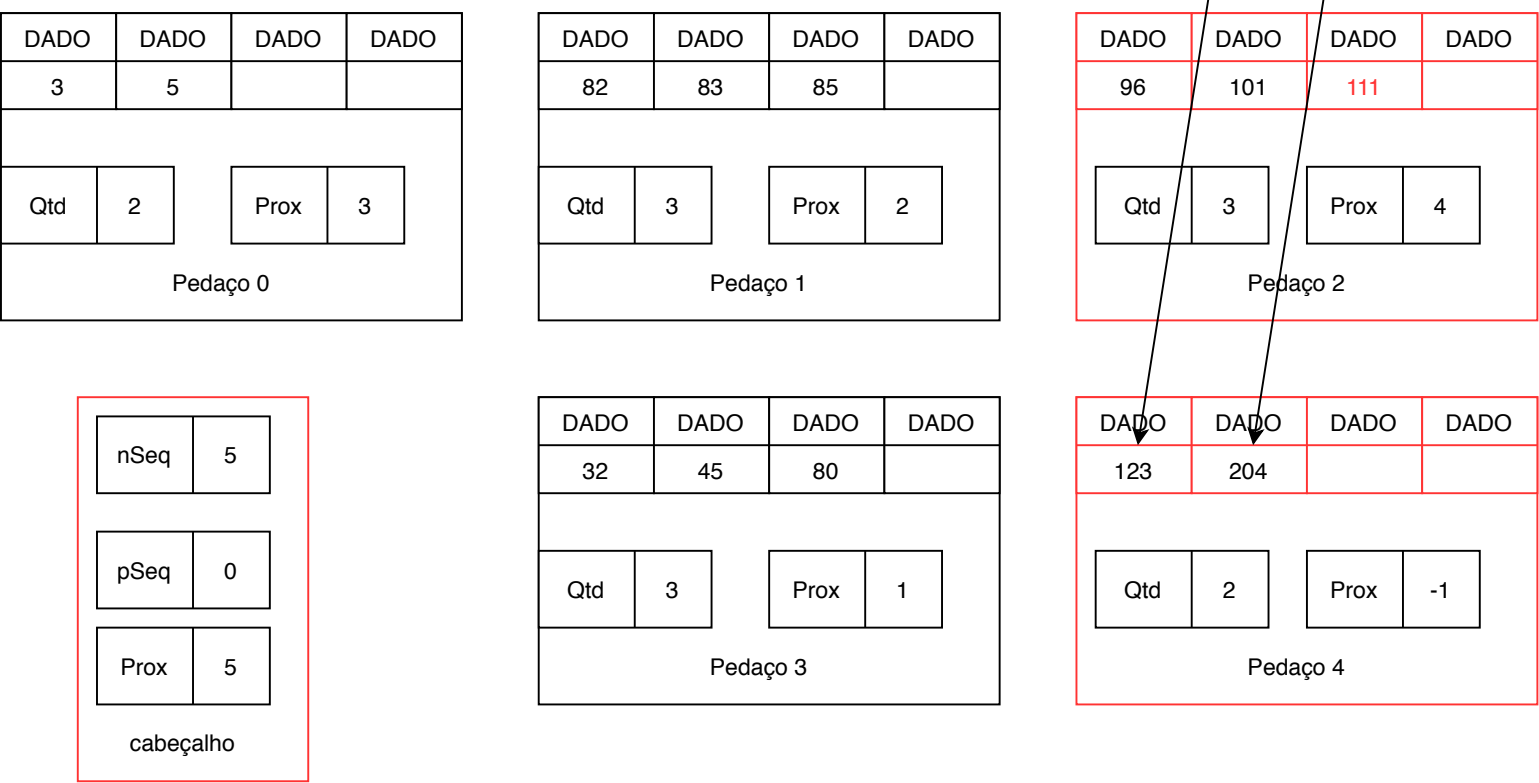 DADO DADO DADO DADO
3 5
Qtd 2 Prox 3
Pedaço 0
DADO DADO DADO DADO
82 83 85
Qtd 3 Prox 2
Pedaço 1
DADO DADO DADO DADO
96 101 111
Qtd 3 Prox 4
Pedaço 2
nSeq 5
pSeq 0
Prox 5
cabeçalho
DADO DADO DADO DADO
32 45 80
Qtd 3 Prox 1
Pedaço 3
DADO DADO DADO DADO
123 204
Qtd 2 Prox -1
Pedaço 4